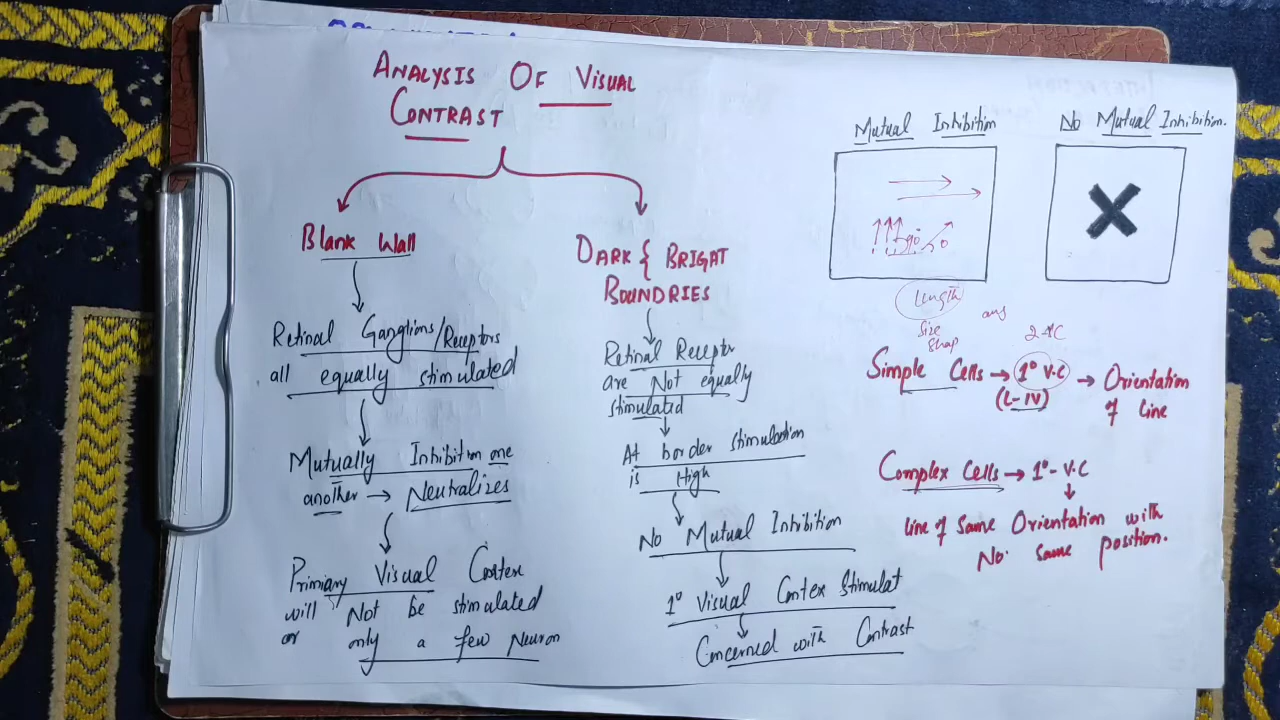 ANALYSIS OF VISUAL
CONTRAST
Blank Wall
Retinal Ganglions/Receptors
all equally stimulated
Mutually Inhibition one
another → Neutralizes
Primary Visual Cortex
will Not be stimulated
or only a few Neuron
DARK & BRIGAT
BOUNDRIES
Retinal Receptor
are Not equally
stimulated
At border stimulation
is High
No Mutual Inhibition
1° Visual Cortex Stimulat
Concerned with Contrast
Mutual Inhibition
90°
Length
Size
Shap
No Mutual Inhibition.
Simple Cells → 1° V.C → Orientation
(L-IV) of line
Complex Cells → 1°- V.C
line of Same Orientation with
No same position.